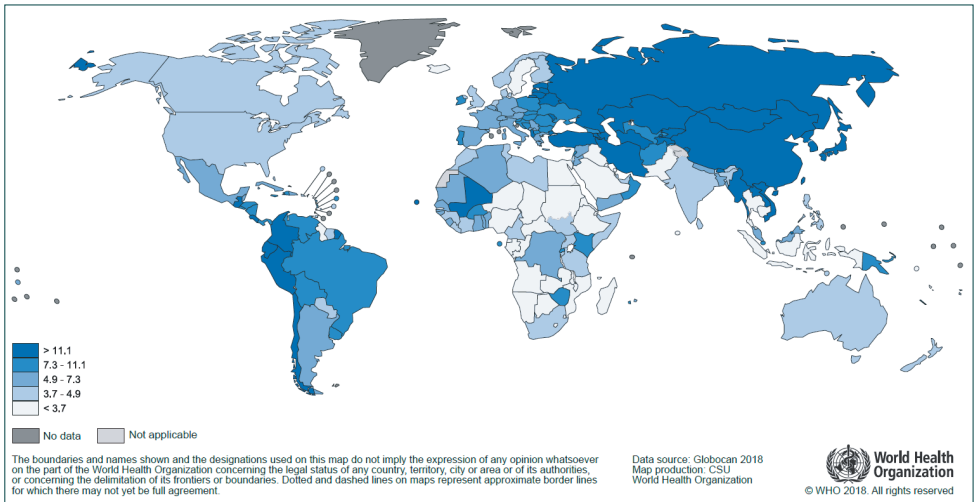 > 11.1
7.3 - 11.1
4.9 - 7.3
3.7 - 4.9
< 3.7
No data
Not applicable
The boundaries and names shown and the designations used on this map do not imply the expression of any opinion whatsoever
on the part of the World Health Organization concerning the legal status of any country, territory, city or area or of its authorities,
or concerning the delimitation of its frontiers or boundaries. Dotted and dashed lines on maps represent approximate border lines
for which there may not yet be full agreement.
Data source: Globocan 2018
Map production: CSU
World Health Organization
World Health
Organization
© WHO 2018. All rights reserved